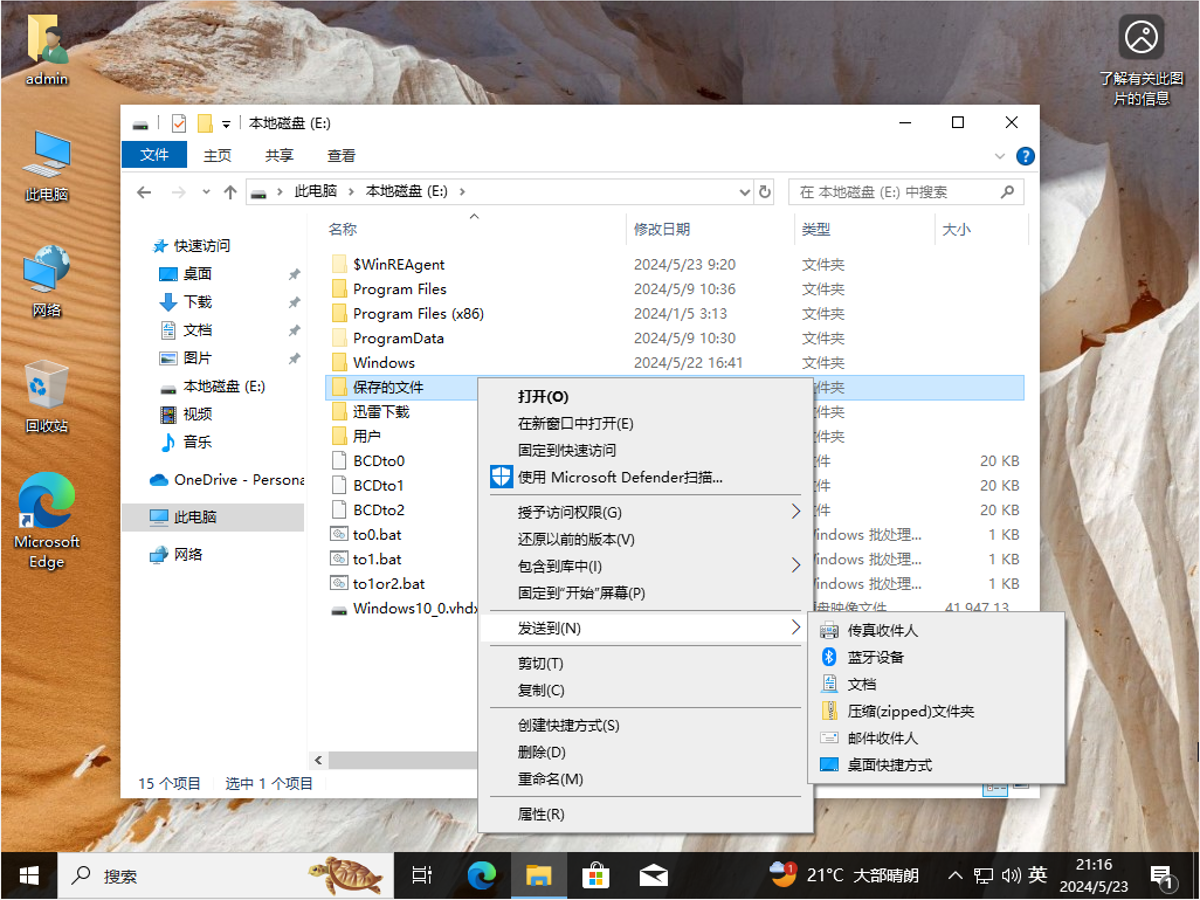 admin
此电脑
网络
回收站
Microsoft
Edge
了解有关此图
片的信息
本地磁盘 (E:)
文件 主页 共享 查看
此电脑 本地磁盘 (E:)
在 本地磁盘 (E:) 中搜索
快速访问
桌面
下载
文档
图片
本地磁盘 (E:)
视频
音乐
OneDrive - Persona
此电脑
网络
名称 修改日期 类型 大小
$WinREAgent 2024/5/23 9:20 文件夹
Program Files 2024/5/9 10:36 文件夹
Program Files (x86) 2024/1/5 3:13 文件夹
ProgramData 2024/5/9 10:30 文件夹
Windows 2024/5/22 16:41 文件夹
保存的文件 件夹
迅雷下载 件夹
用户 件夹
BCDto0 件 20 KB
BCDto1 件 20 KB
BCDto2 件 20 KB
to0.bat indows 批处理... 1 KB
to1.bat indows 批处理... 1 KB
to1or2.bat indows 批处理... 1 KB
Windows10_0.vhdx 盘映像文件 41,947,13
15 个项目 选中 1 个项目
打开(O)
在新窗口中打开(E)
固定到快速访问
使用 Microsoft Defender扫描...
授予访问权限(G)
还原以前的版本(V)
包含到库中(I)
固定到"开始"屏幕(P)
发送到(N)
剪切(T)
复制(C)
创建快捷方式(S)
删除(D)
重命名(M)
属性(R)
传真收件人
蓝牙设备
文档
压缩(zipped)文件夹
邮件收件人
桌面快捷方式
搜索
1
21°C 大部晴朗
英
21:16
2024/5/23
1